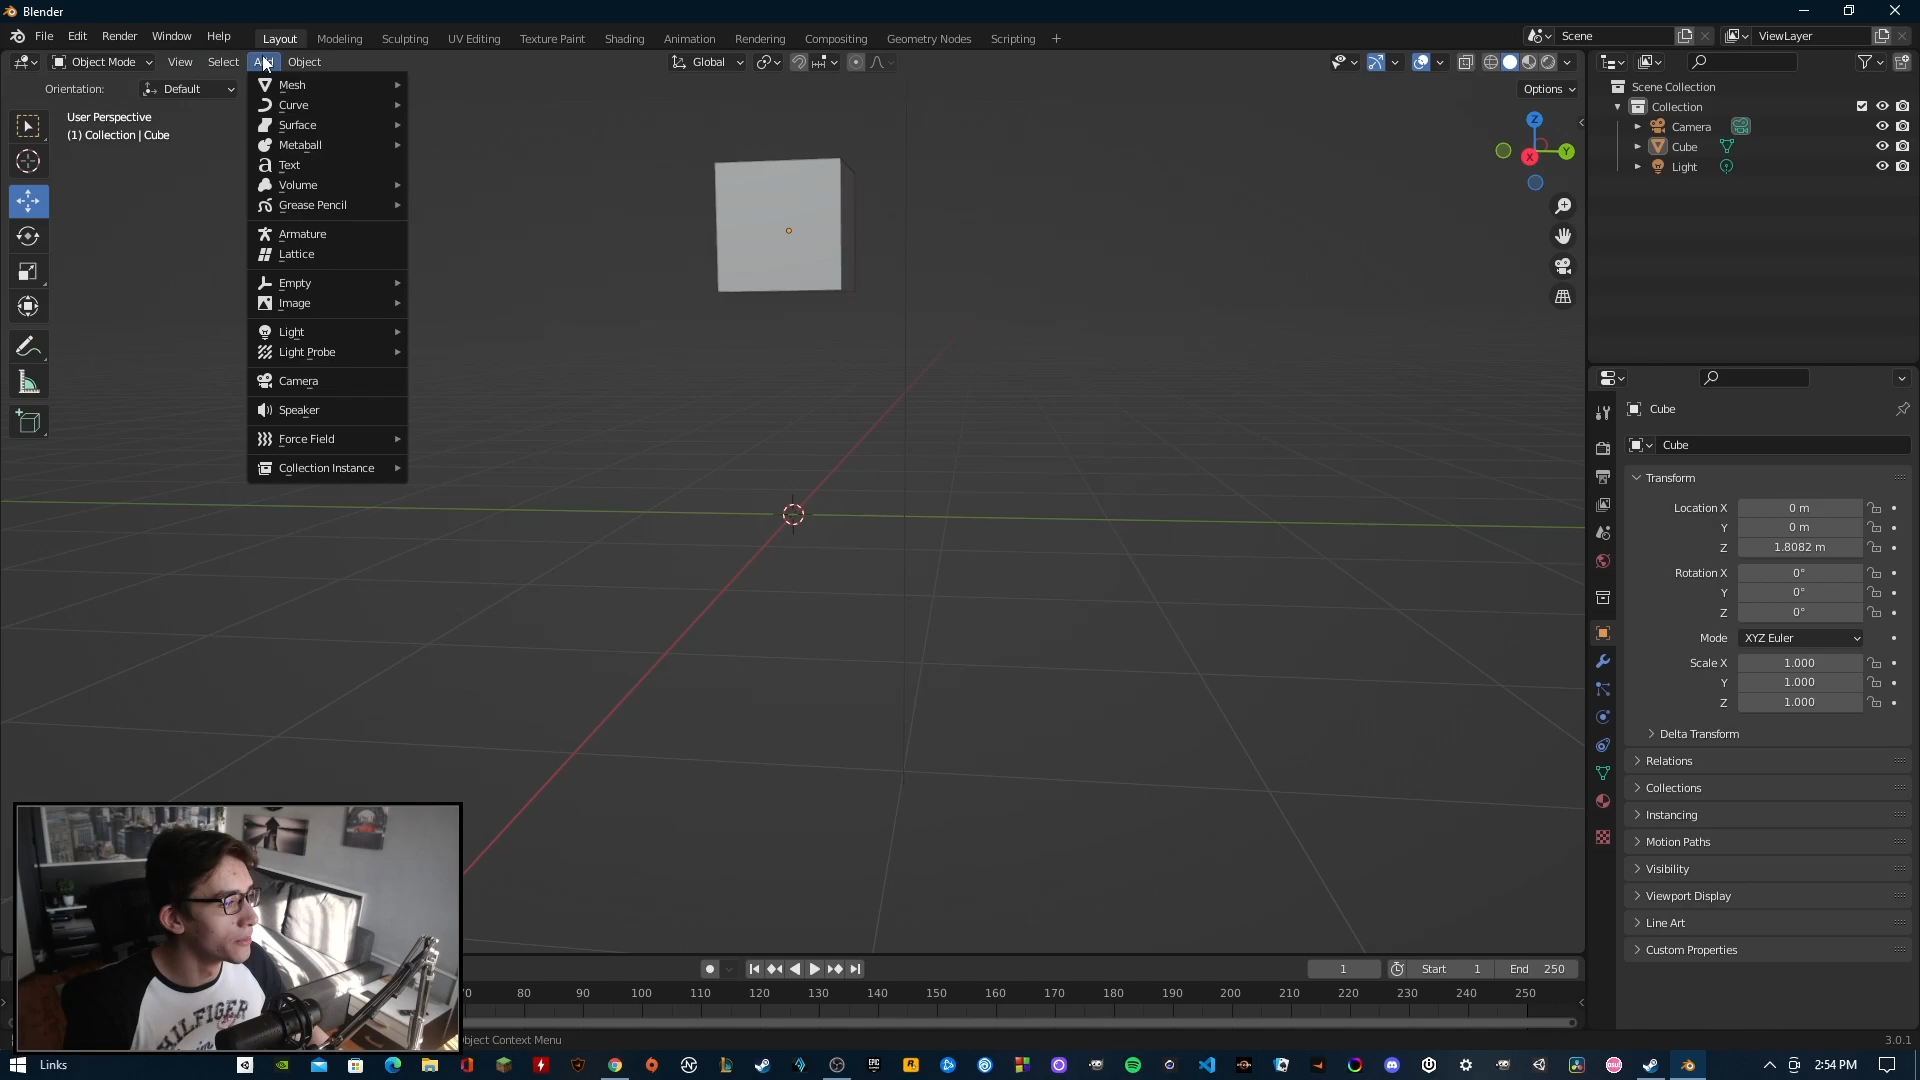 Blender
File Edit Render Window Help Layout Modeling Sculpting UV Editing Texture Paint Shading Animation Rendering Compositing Geometry Nodes Scripting + Scene ViewLayer
Object Mode View Select Add Object Global
Orientation: Default Options
User Perspective
(1) Collection | Cube
Mesh
Curve
Surface
Metaball
Text
Volume
Grease Pencil
Armature
Lattice
Empty
Image
Light
Light Probe
Camera
Speaker
Force Field
Collection Instance
Z
Y
X
Scene Collection
Collection
Camera
Cube
Light
Cube
Cube
Transform
Location X 0 m
Y 0 m
Z 1.8082 m
Rotation X 0°
Y 0°
Z 0°
Mode XYZ Euler
Scale X 1.000
Y 1.000
Z 1.000
Delta Transform
Relations
Collections
Instancing
Motion Paths
Visibility
Viewport Display
Line Art
Custom Properties
1 Start 1 End 250
80 90 100 110 120 130 140 150 160 170 180 190 200 210 220 230 240 250
HILFIGER
bject Context Menu
3.0.1
Links
2:54 PM